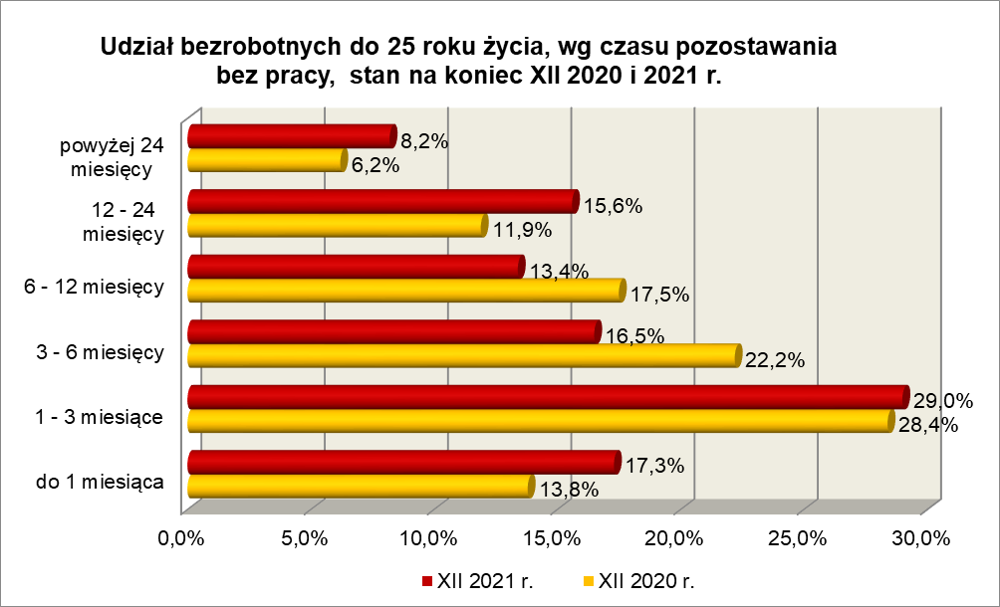 Udział bezrobotnych do 25 roku życia, wg czasu pozostawania
bez pracy,  stan na koniec XII 2020 i 2021 r.
powyżej 24
miesięcy
8,2%
6,2%
12 - 24
miesięcy
15,6%
11,9%
6 - 12 miesięcy
13,4%
17,5%
3 - 6 miesięcy
16,5%
22,2%
1 - 3 miesiące
29,0%
28,4%
do 1 miesiąca
17,3%
13,8%
0,0% 5,0% 10,0% 15,0% 20,0% 25,0% 30,0%
XII 2021 r. XII 2020 r.